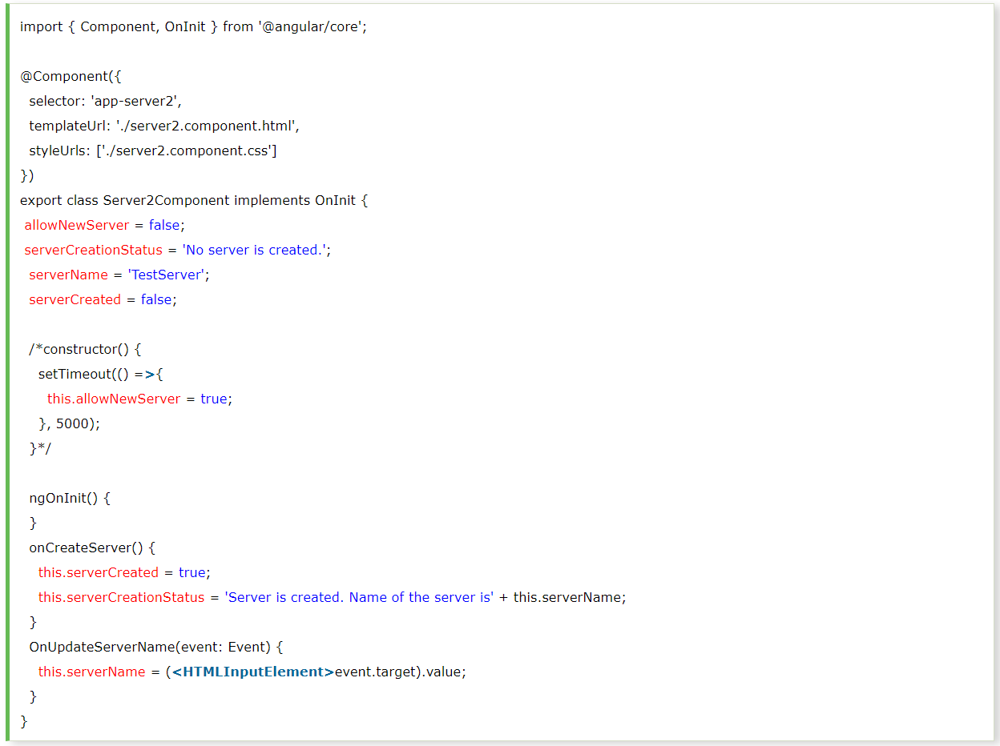 import { Component, OnInit } from '@angular/core';
@Component({
selector: 'app-server2',
templateUrl: './server2.component.html',
styleUrls: ['./server2.component.css']
})
export class Server2Component implements OnInit {
allowNewServer = false;
serverCreationStatus = 'No server is created.';
serverName = 'TestServer';
serverCreated = false;
/*constructor() {
setTimeout(() =>{
this.allowNewServer = true;
}, 5000);
}*/
ngOnInit() {
}
onCreateServer() {
this.serverCreated = true;
this.serverCreationStatus = 'Server is created. Name of the server is' + this.serverName;
}
OnUpdateServerName(event: Event) {
this.serverName = (<HTMLInputElement>event.target).value;
}
}